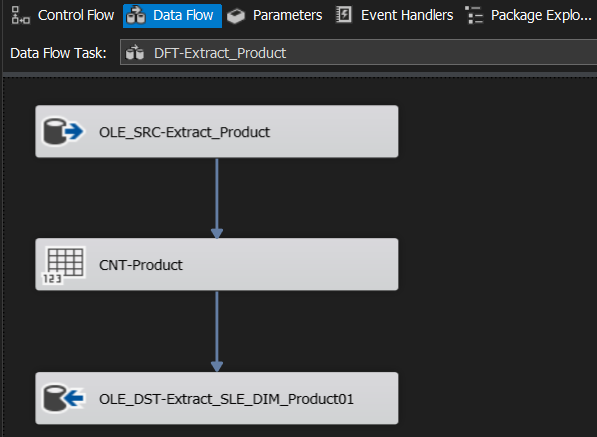 Control Flow Data Flow Parameters Event Handlers Package Explo...
Data Flow Task: DFT-Extract_Product
OLE_SRC-Extract_Product
123 CNT-Product
OLE_DST-Extract_SLE_DIM_Product01